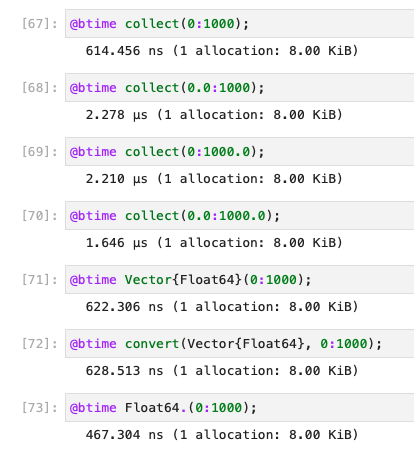 [67]: @btime collect(0:1000);
614.456 ns (1 allocation: 8.00 KiB)
[68]: @btime collect(0.0:1000);
2.278 μs (1 allocation: 8.00 KiB)
[69]: @btime collect(0:1000.0);
2.210 μs (1 allocation: 8.00 KiB)
[70]: @btime collect(0.0:1000.0);
1.646 μs (1 allocation: 8.00 KiB)
[71]: @btime Vector{Float64}(0:1000);
622.306 ns (1 allocation: 8.00 KiB)
[72]: @btime convert(Vector{Float64}, 0:1000);
628.513 ns (1 allocation: 8.00 KiB)
[73]: @btime Float64.(0:1000);
467.304 ns (1 allocation: 8.00 KiB)